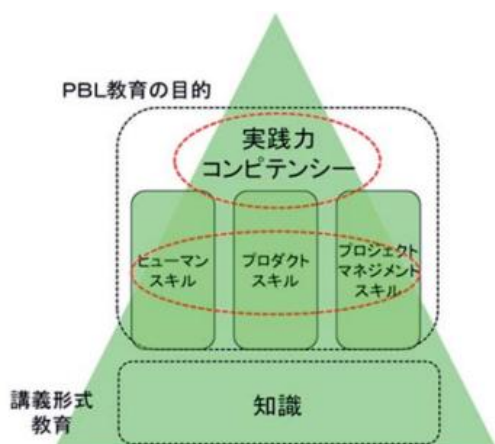 PBL教育の目的
実践力
コンピテンシー
ヒューマン
スキル
プロダクト
スキル
プロジェクト
マネジメント
スキル
講義形式
教育
知識